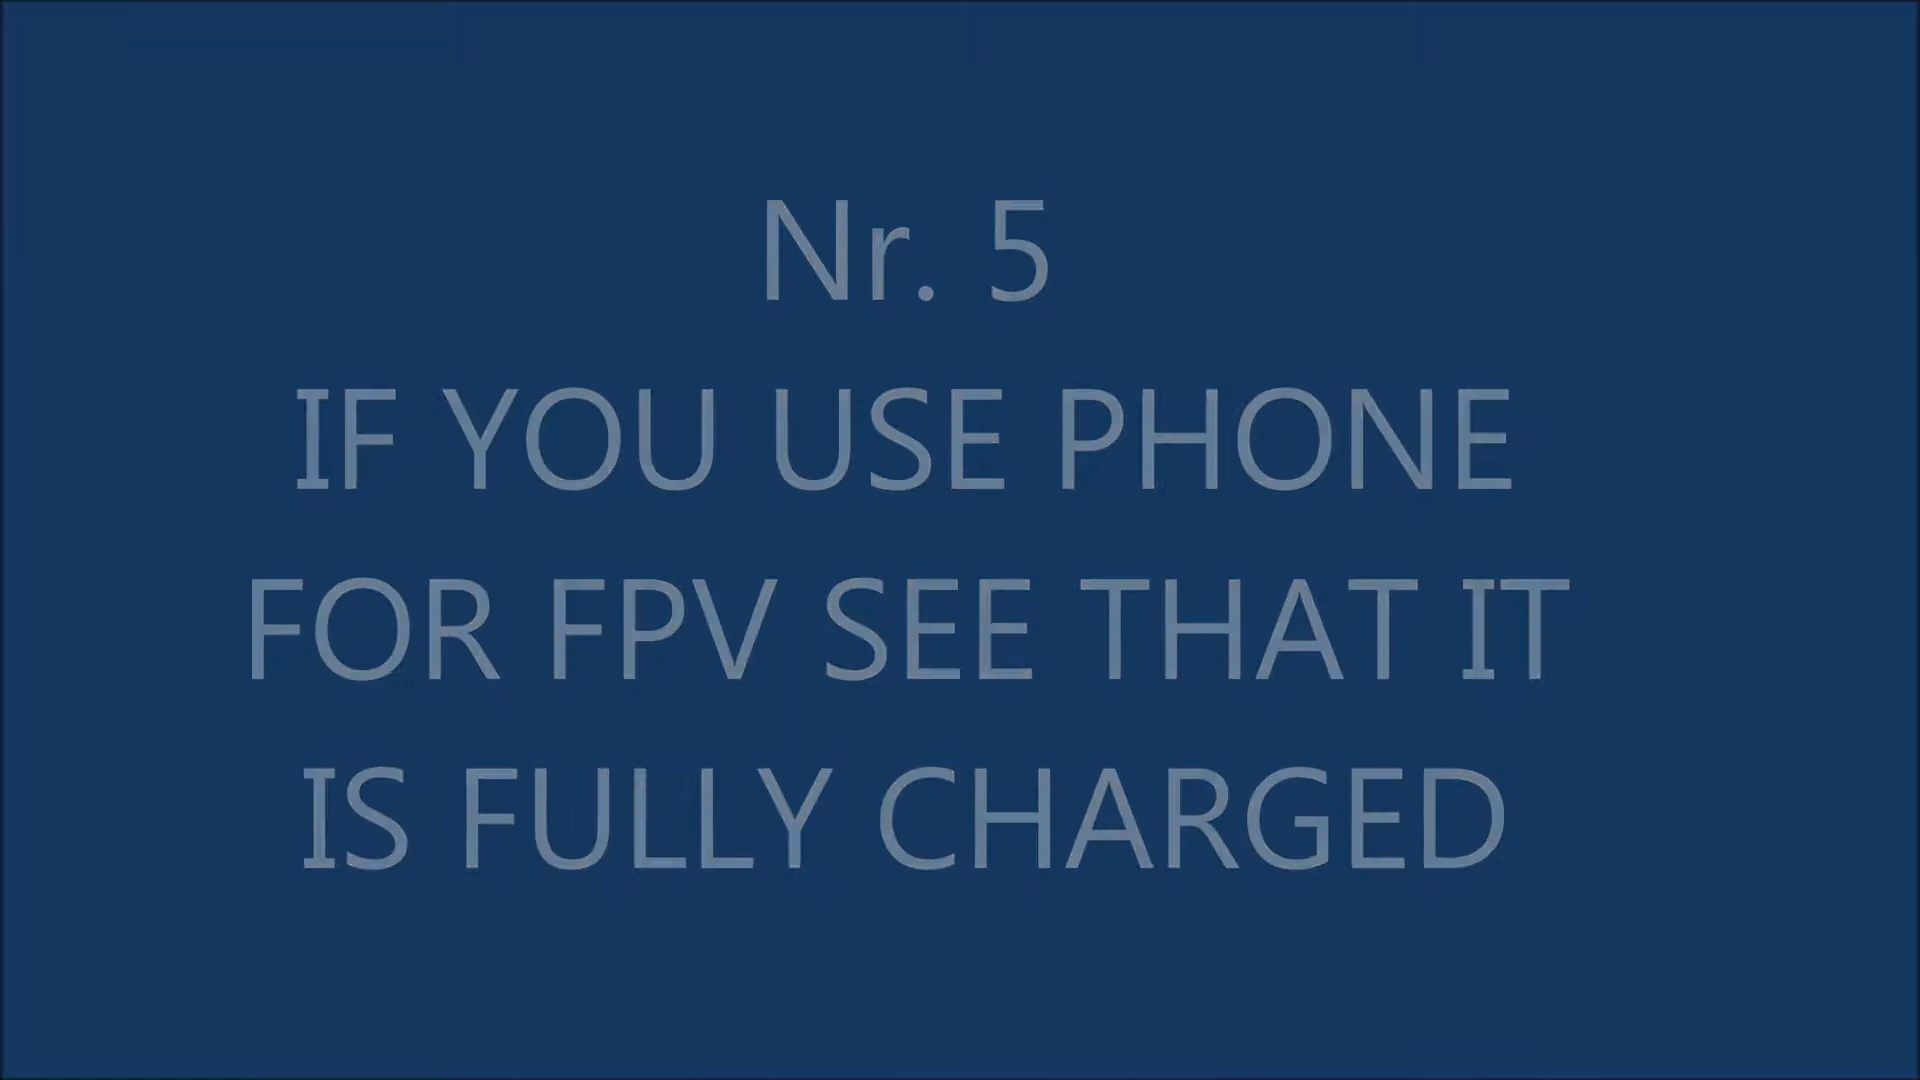 Nr. 5
IF YOU USE PHONE
FOR FPV SEE THAT IT
IS FULLY CHARGED